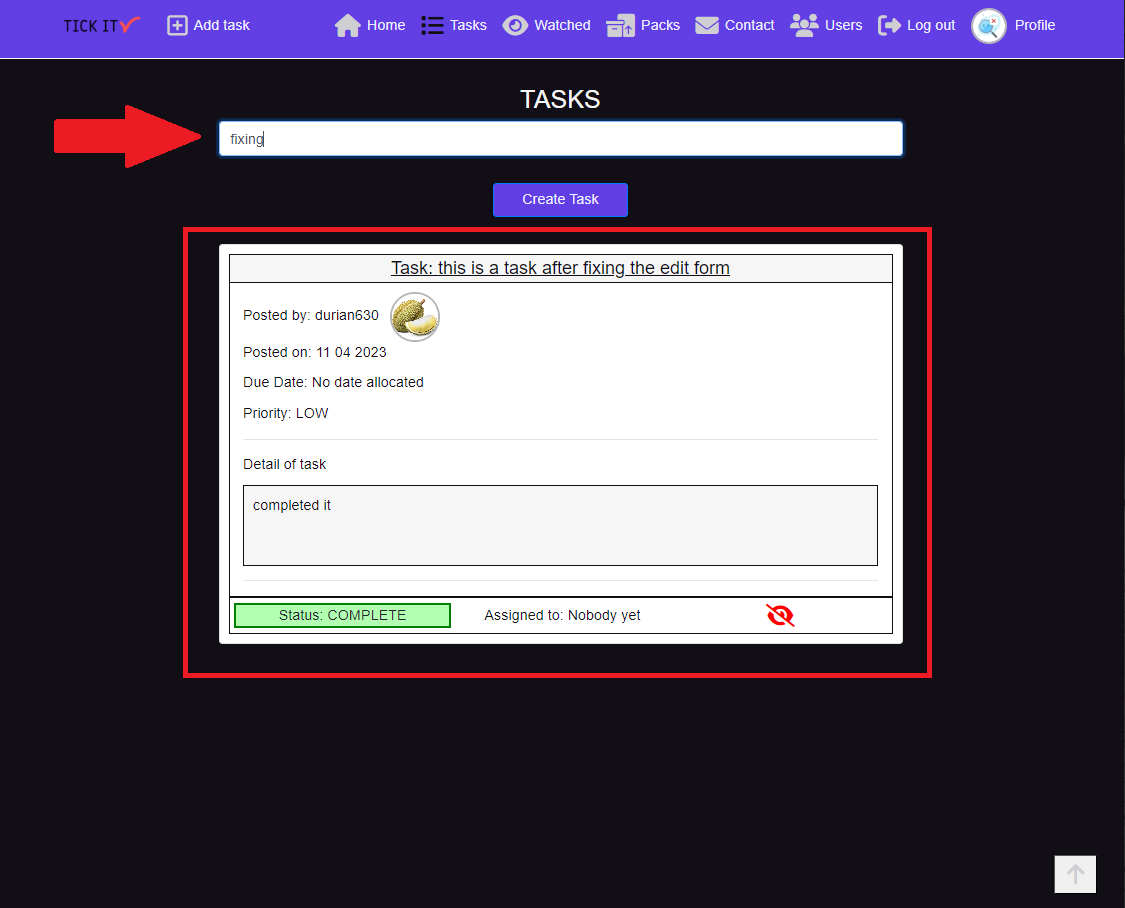 TICK IT Add task Home Tasks Watched Packs Contact Users Log out Profile
TASKS
fixing
Create Task
Task: this is a task after fixing the edit form
Posted by: durian630
Posted on: 11 04 2023
Due Date: No date allocated
Priority: LOW
Detail of task
completed it
Status: COMPLETE Assigned to: Nobody yet